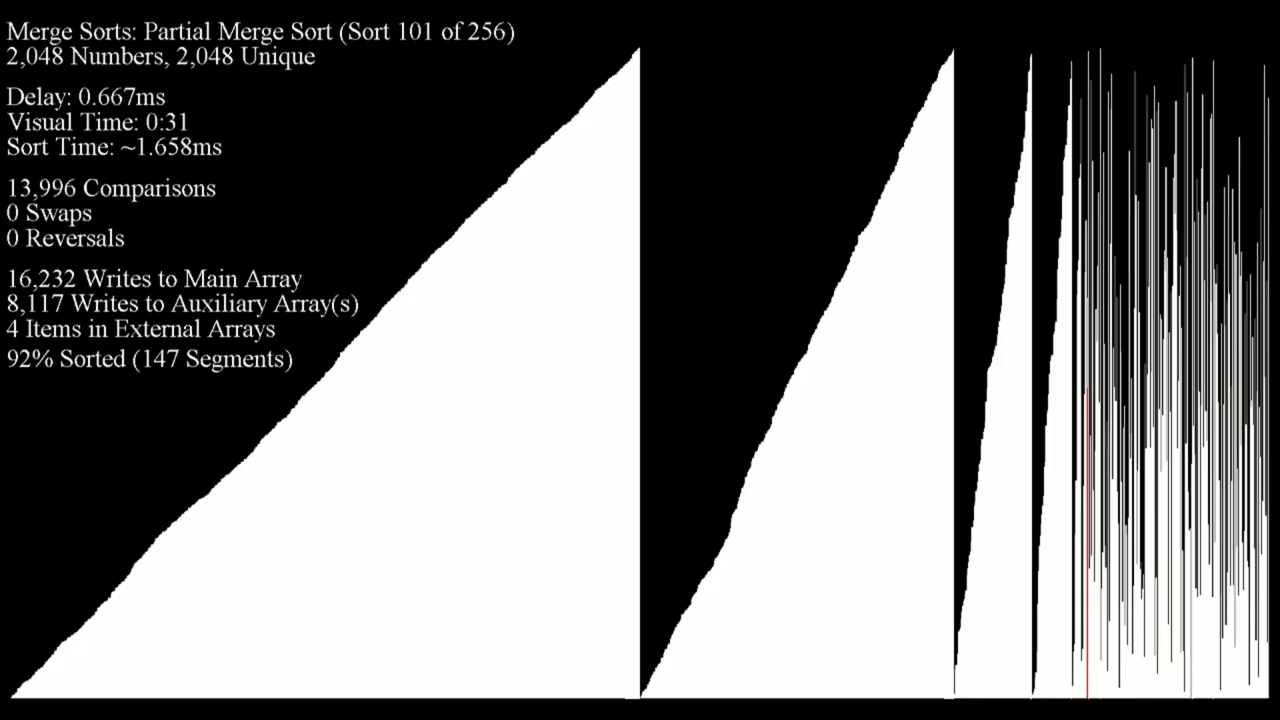 Merge Sorts: Partial Merge Sort (Sort 101 of 256)
2,048 Numbers, 2,048 Unique
Delay: 0.667ms
Visual Time: 0:31
Sort Time: ~1.658ms
13,996 Comparisons
0 Swaps
0 Reversals
16,232 Writes to Main Array
8,117 Writes to Auxiliary Array(s)
4 Items in External Arrays
92% Sorted (147 Segments)